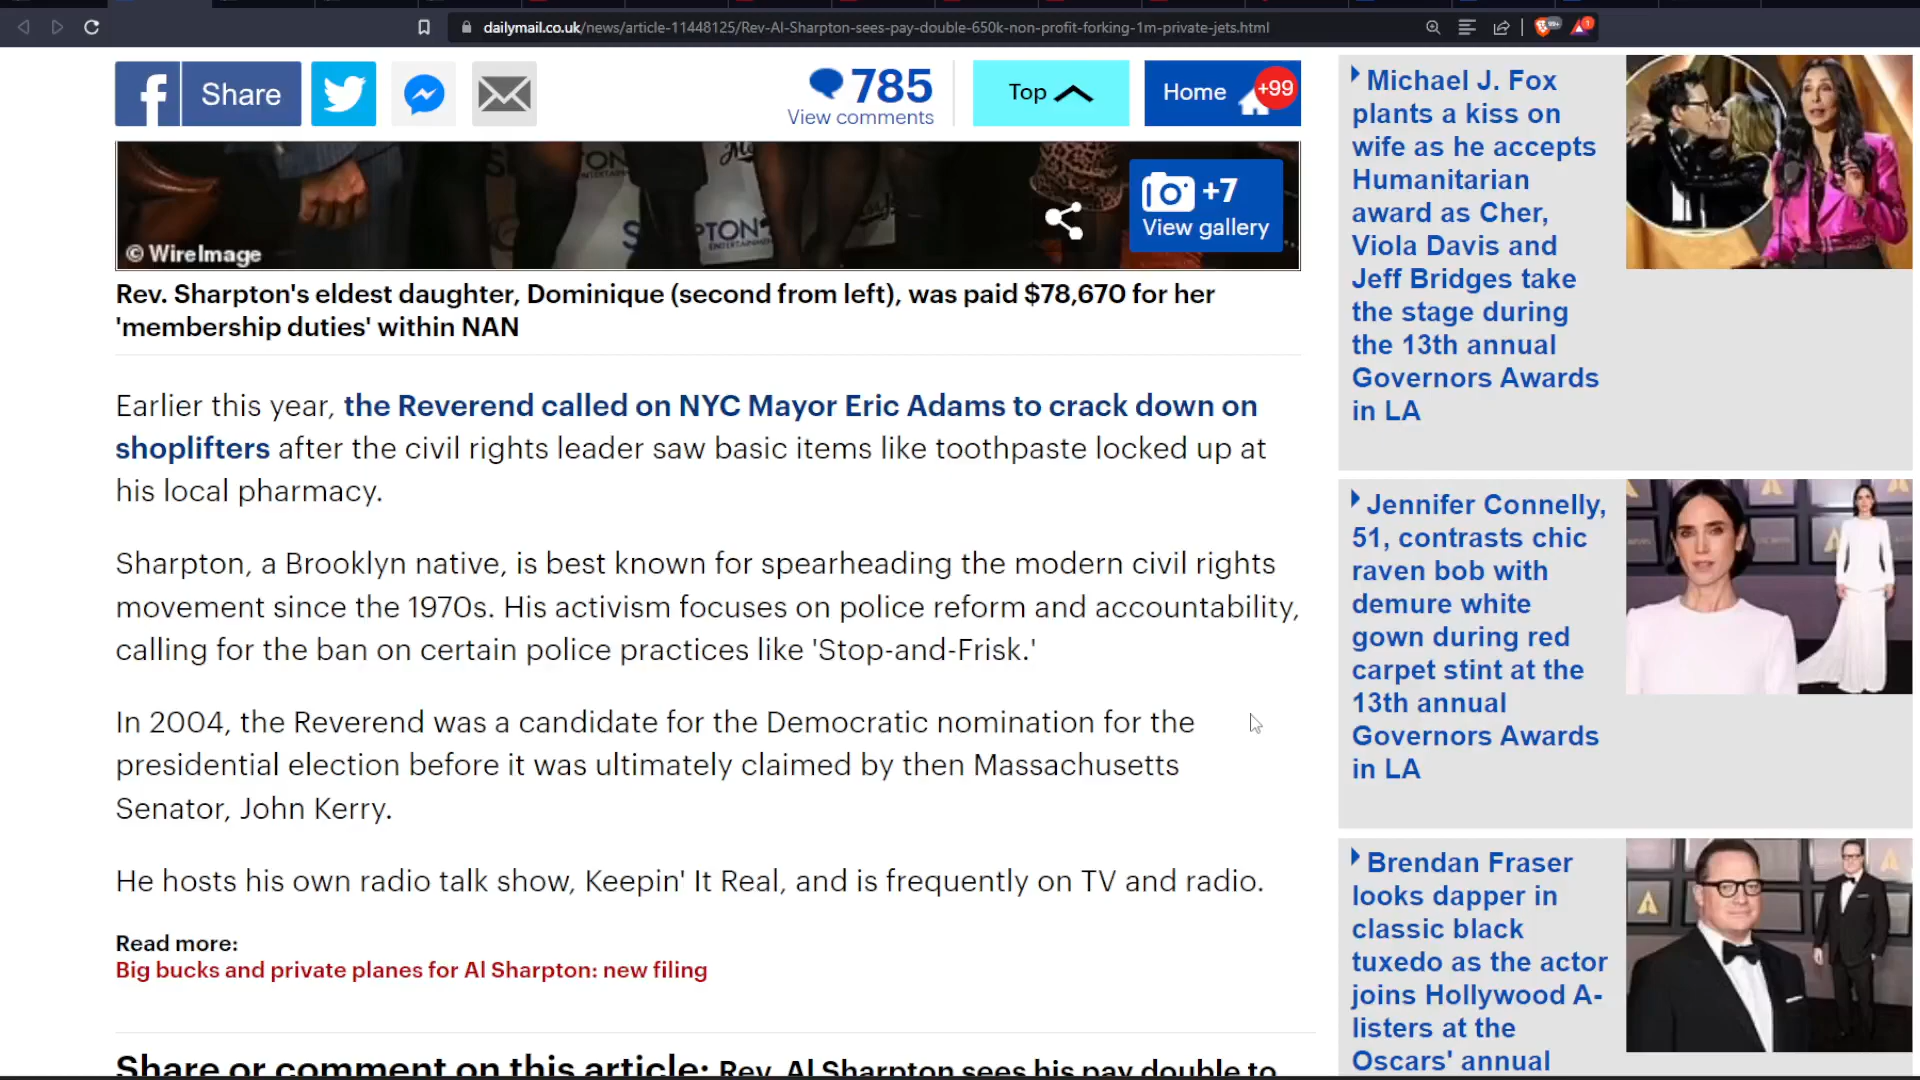 dailymail.co.uk/news/article-11448125/Rev-Al-Sharpton-sees-pay-double-650k-non-profit-forking-1m-private-jets.html
99+
1
Share
785
View comments
Top
Home
+99
+7
View gallery
© WireImage
Rev. Sharpton's eldest daughter, Dominique (second from left), was paid $78,670 for her
'membership duties' within NAN
Earlier this year, the Reverend called on NYC Mayor Eric Adams to crack down on
shoplifters after the civil rights leader saw basic items like toothpaste locked up at
his local pharmacy.
Sharpton, a Brooklyn native, is best known for spearheading the modern civil rights
movement since the 1970s. His activism focuses on police reform and accountability,
calling for the ban on certain police practices like 'Stop-and-Frisk.'
In 2004, the Reverend was a candidate for the Democratic nomination for the
presidential election before it was ultimately claimed by then Massachusetts
Senator, John Kerry.
He hosts his own radio talk show, Keepin' It Real, and is frequently on TV and radio.
Read more:
Big bucks and private planes for Al Sharpton: new filing
Share or comment on this article: Rev. Al Sharpton sees his pay double to
Michael J. Fox
plants a kiss on
wife as he accepts
Humanitarian
award as Cher,
Viola Davis and
Jeff Bridges take
the stage during
the 13th annual
Governors Awards
in LA
Jennifer Connelly,
51, contrasts chic
raven bob with
demure white
gown during red
carpet stint at the
13th annual
Governors Awards
in LA
Brendan Fraser
looks dapper in
classic black
tuxedo as the actor
joins Hollywood A-
listers at the
Oscars' annual